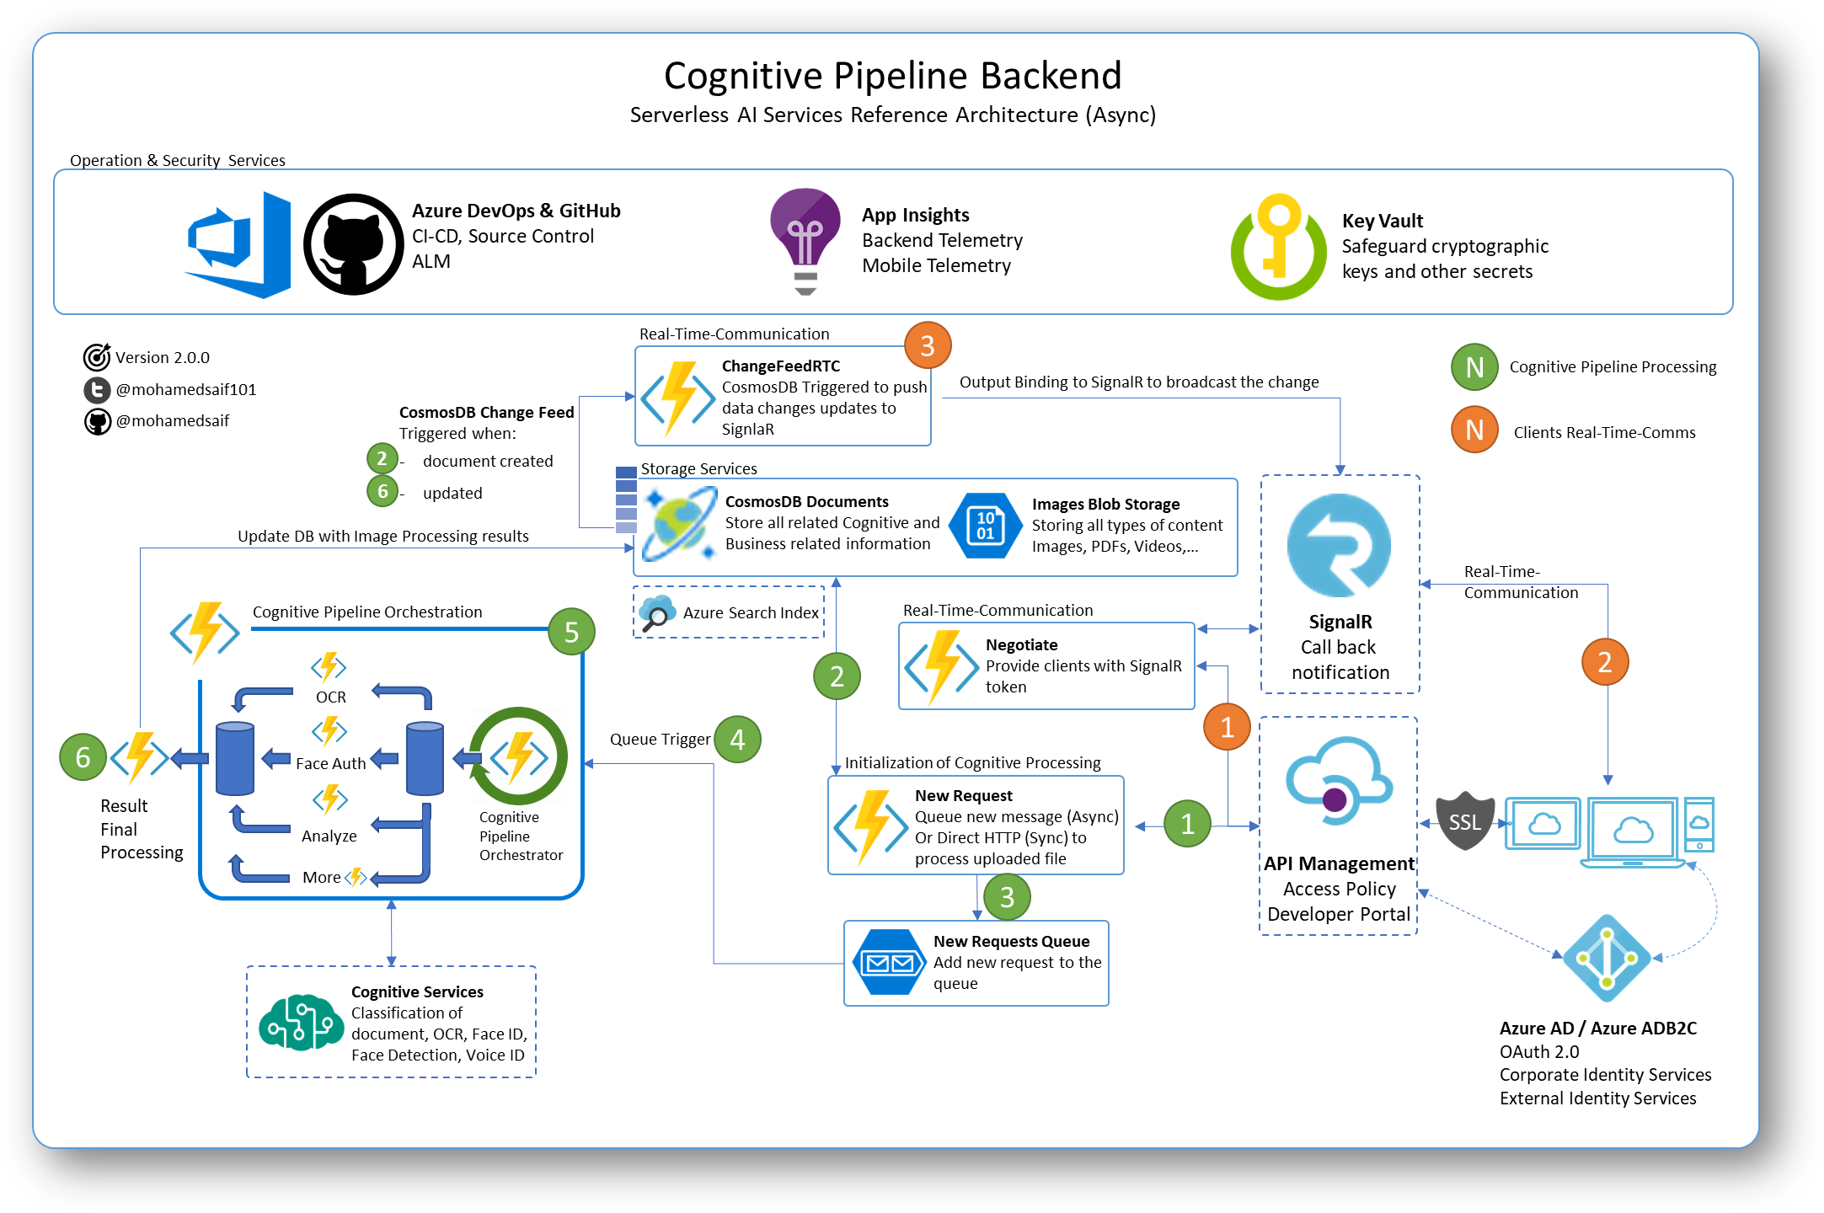 Cognitive Pipeline Backend
Serverless AI Services Reference Architecture (Async)
Operation & Security Services
Azure DevOps & GitHub
CI-CD, Source Control
ALM
App Insights
Backend Telemetry
Mobile Telemetry
Key Vault
Safeguard cryptographic
keys and other secrets
Version 2.0.0
@mohamedsaif101
@mohamedsaif
Real-Time-Communication
3
ChangeFeedRTC
CosmosDB Triggered to push
data changes updates to
SignlaR
Output Binding to SignalR to broadcast the change
N
Cognitive Pipeline Processing
N
Clients Real-Time-Comms
CosmosDB Change Feed
Triggered when:
2 - document created
6 - updated
Storage Services
CosmosDB Documents
Store all related Cognitive and
Business related information
10
01
Images Blob Storage
Storing all types of content
Images, PDFs, Videos,...
Azure Search Index
Update DB with Image Processing results
SignalR
Call back
notification
Real-Time-
Communication
2
Real-Time-Communication
Negotiate
Provide clients with SignalR
token
1
2
Cognitive Pipeline Orchestration
5
OCR
Face Auth
Analyze
More
Cognitive
Pipeline
Orchestrator
6
Result
Final
Processing
Queue Trigger
4
Initialization of Cognitive Processing
New Request
Queue new message (Async)
Or Direct HTTP (Sync) to
process uploaded file
1
3
New Requests Queue
Add new request to the
queue
API Management
Access Policy
Developer Portal
SSL
Cognitive Services
Classification of
document, OCR, Face ID,
Face Detection, Voice ID
Azure AD / Azure ADB2C
OAuth 2.0
Corporate Identity Services
External Identity Services